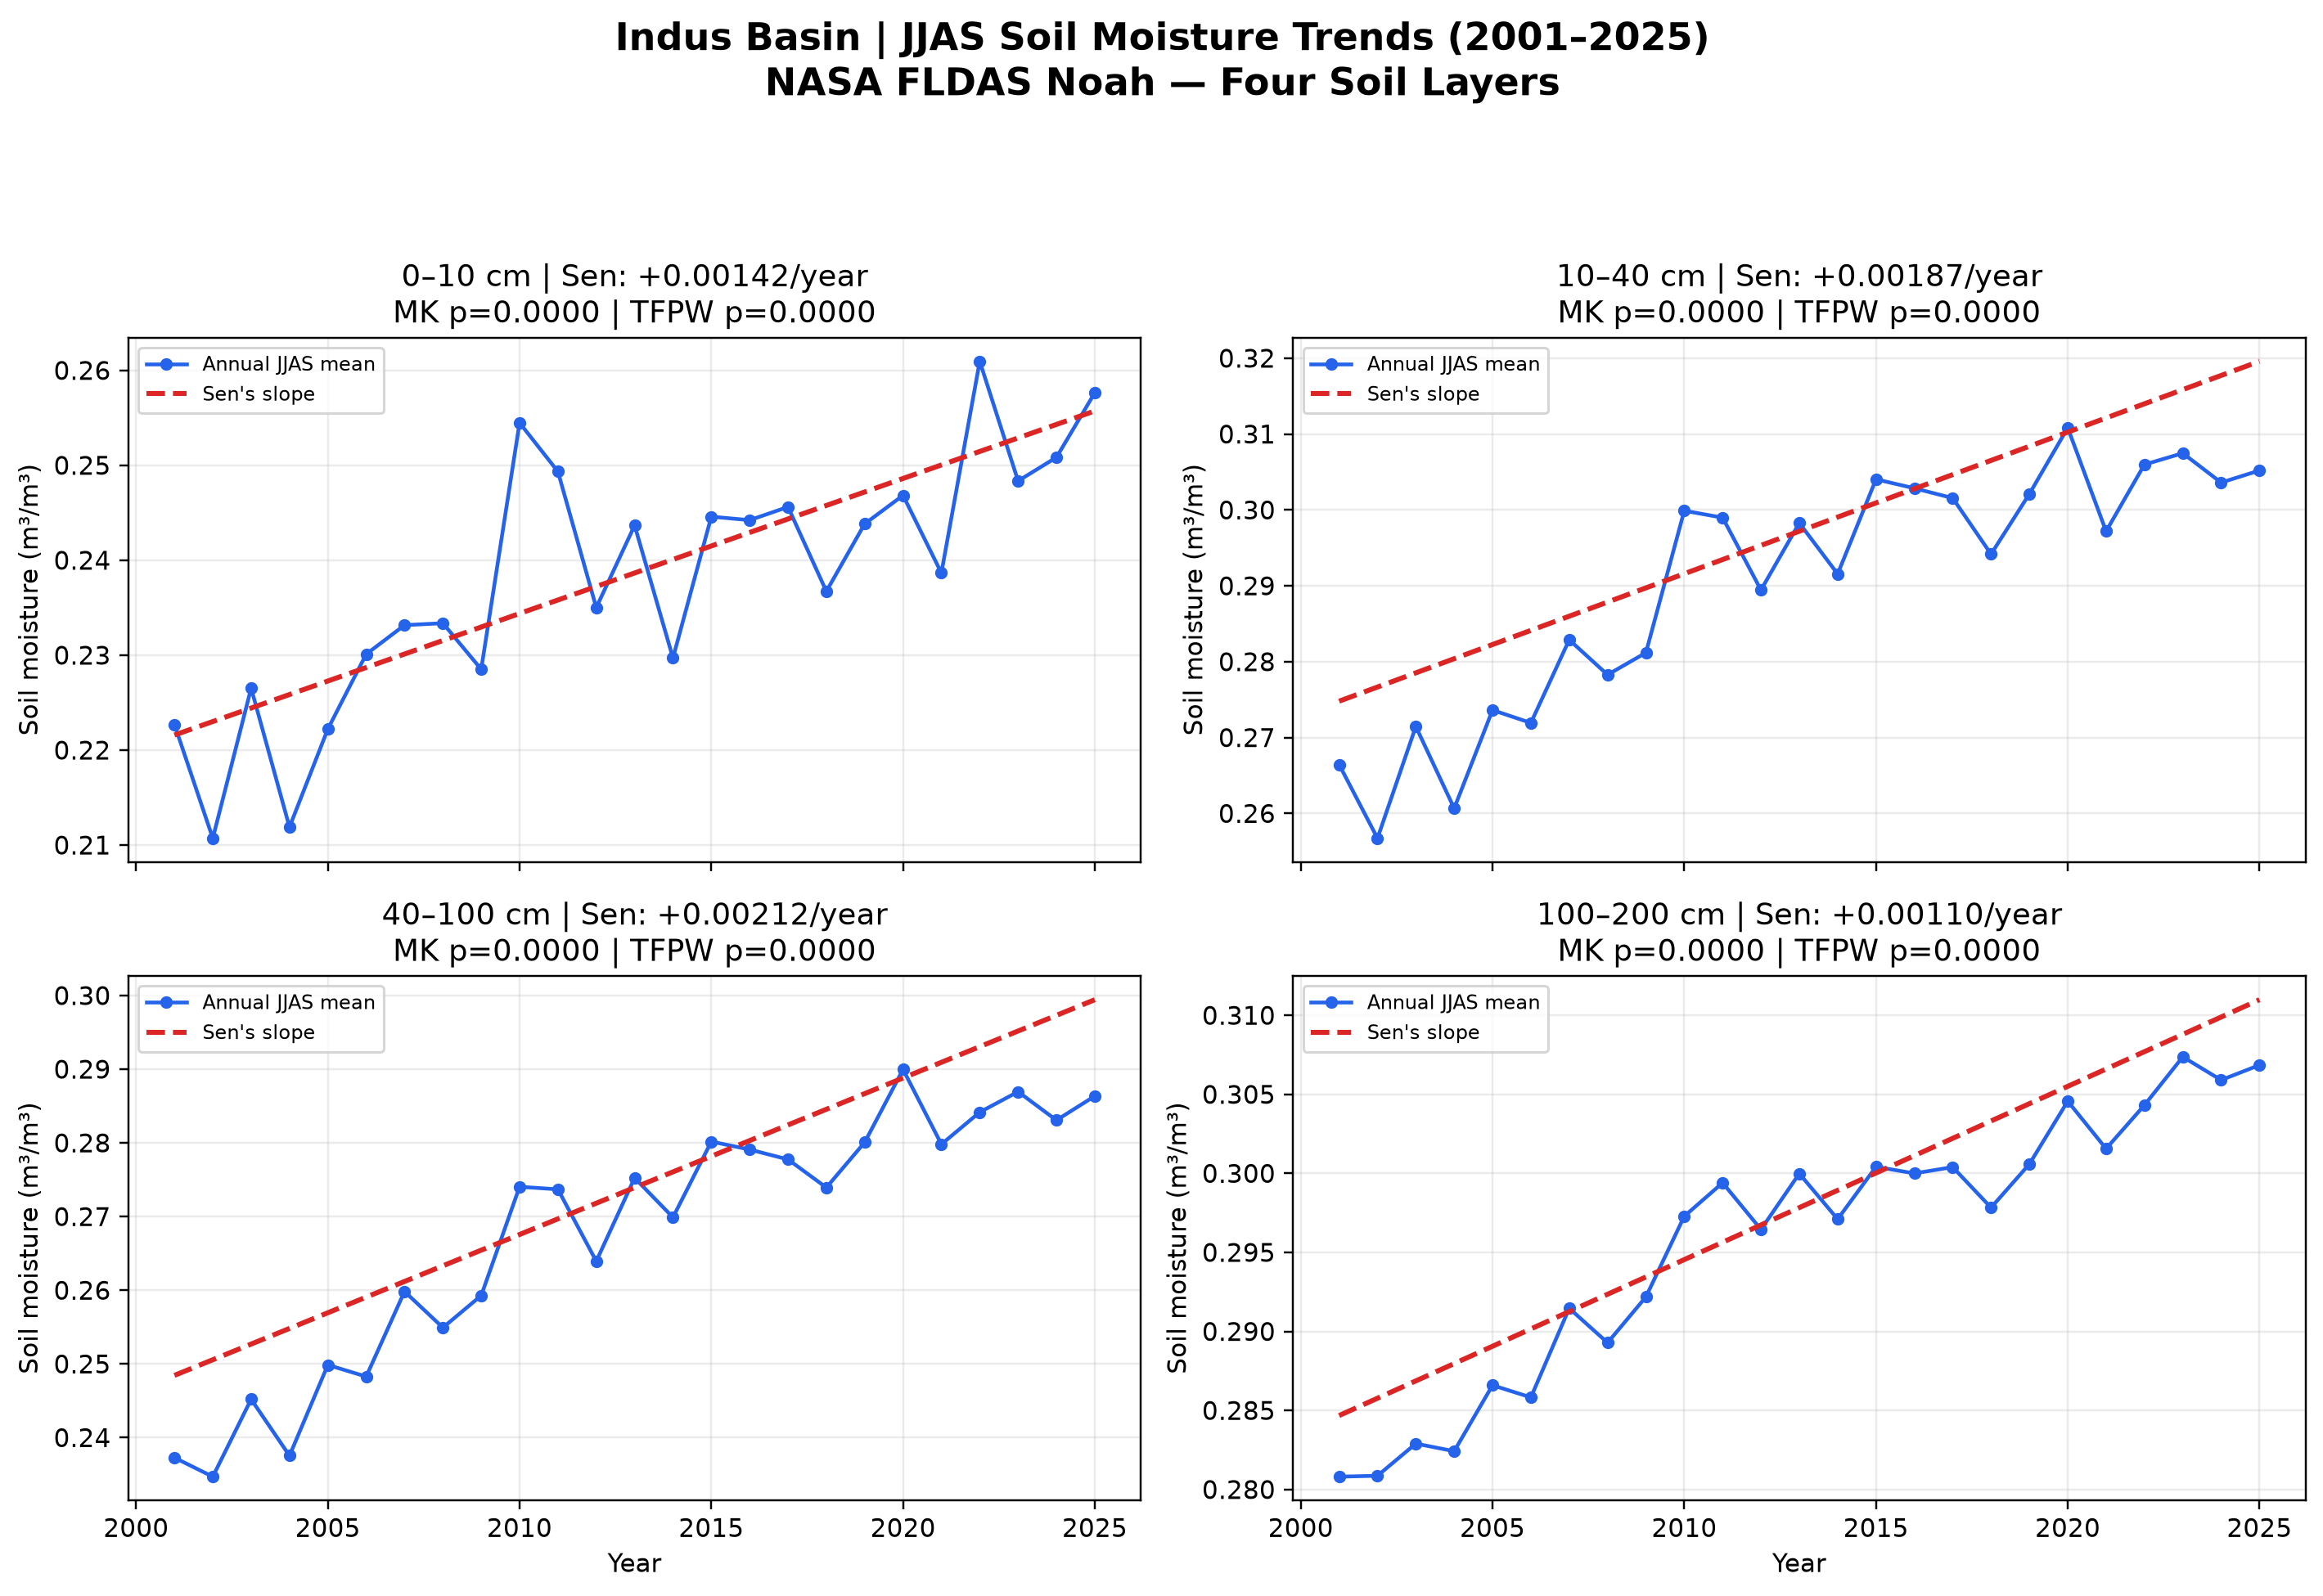 Indus Basin | JJAS Soil Moisture Trends (2001–2025)
NASA FLDAS Noah — Four Soil Layers
0–10 cm | Sen: +0.00142/year
MK p=0.0000 | TFPW p=0.0000
Soil moisture (m³/m³)
0.26
0.25
0.24
0.23
0.22
0.21
Annual JJAS mean
Sen's slope
10–40 cm | Sen: +0.00187/year
MK p=0.0000 | TFPW p=0.0000
Soil moisture (m³/m³)
0.32
0.31
0.30
0.29
0.28
0.27
0.26
Annual JJAS mean
Sen's slope
40–100 cm | Sen: +0.00212/year
MK p=0.0000 | TFPW p=0.0000
Soil moisture (m³/m³)
0.30
0.29
0.28
0.27
0.26
0.25
0.24
Annual JJAS mean
Sen's slope
2000 2005 2010 2015 2020 2025
Year
100–200 cm | Sen: +0.00110/year
MK p=0.0000 | TFPW p=0.0000
Soil moisture (m³/m³)
0.310
0.305
0.300
0.295
0.290
0.285
0.280
Annual JJAS mean
Sen's slope
2000 2005 2010 2015 2020 2025
Year